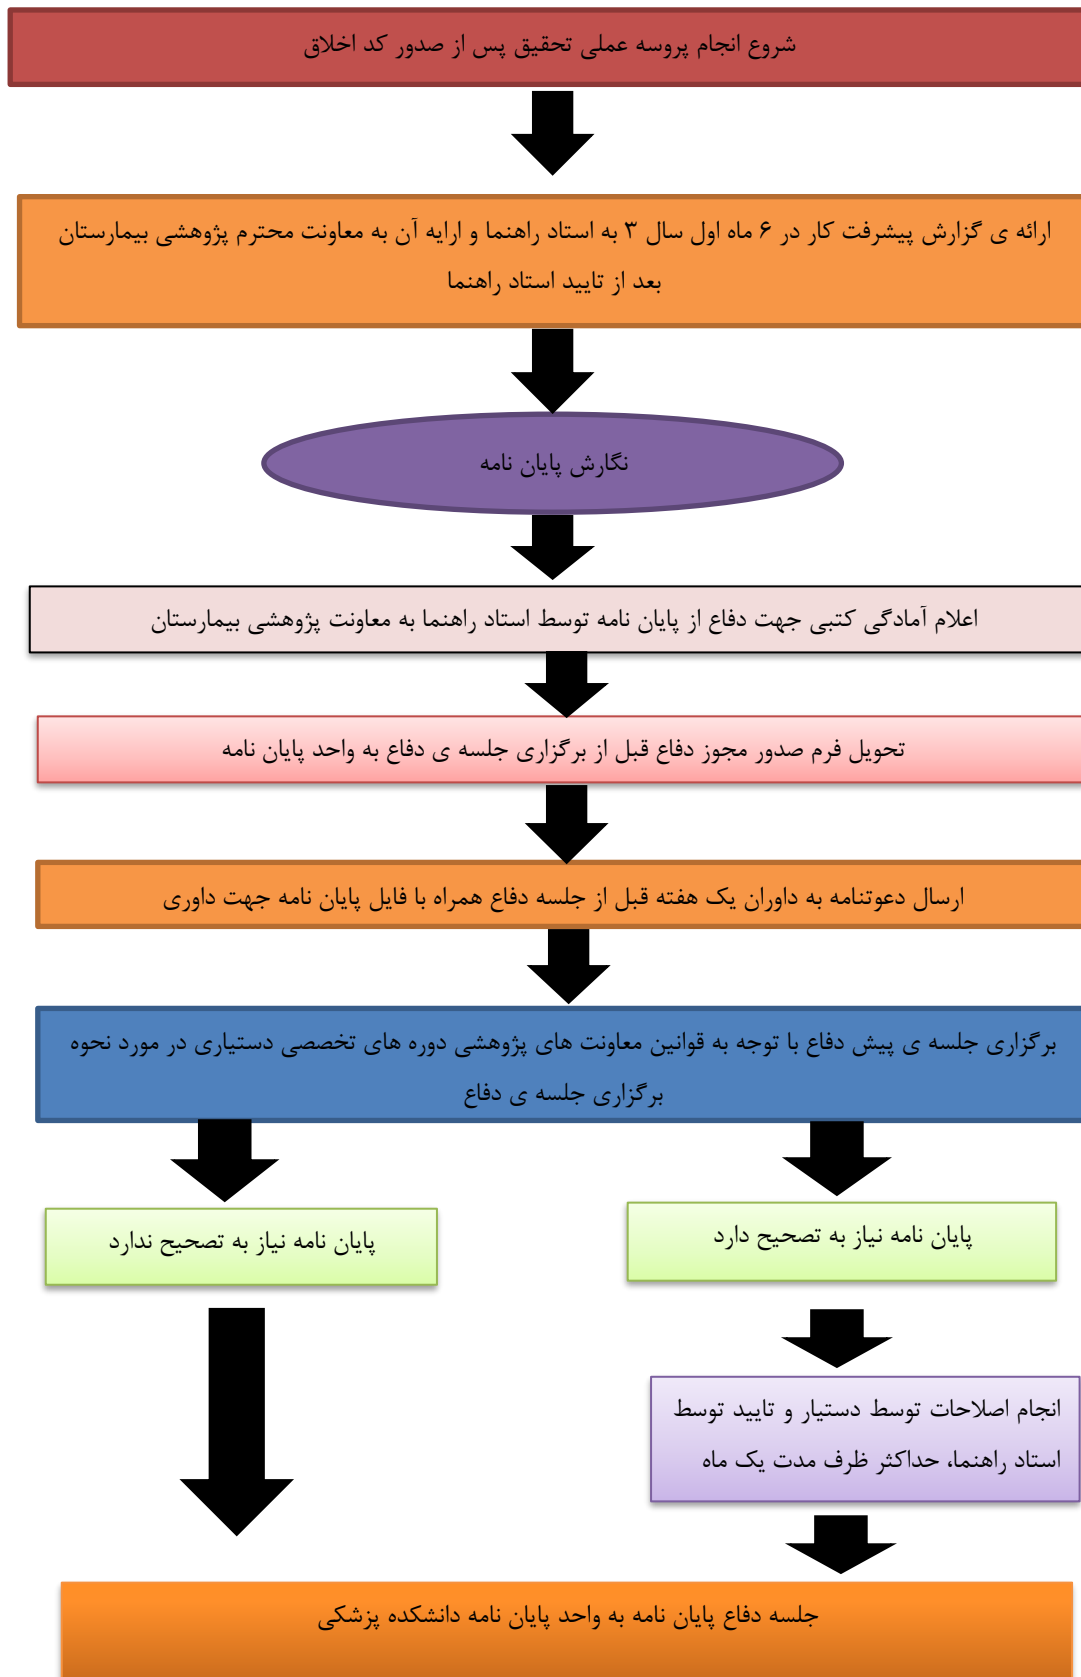 شروع انجام پروسه عملی تحقیق پس از صدور کد اخلاق
ارائه ی گزارش پیشرفت کار در ۶ ماه اول سال ۳ به استاد راهنما و ارایه آن به معاونت محترم پژوهشی بیمارستان
بعد از تایید استاد راهنما
نگارش پایان نامه
اعلام آمادگی کتبی جهت دفاع از پایان نامه توسط استاد راهنما به معاونت پژوهشی بیمارستان
تحویل فرم صدور مجوز دفاع قبل از برگزاری جلسه ی دفاع به واحد پایان نامه
ارسال دعوتنامه به داوران یک هفته قبل از جلسه دفاع همراه با فایل پایان نامه جهت داوری
برگزاری جلسه ی پیش دفاع با توجه به قوانین معاونت های پژوهشی دوره های تخصصی دستیاری در مورد نحوه
برگزاری جلسه ی دفاع
پایان نامه نیاز به تصحیح دارد
پایان نامه نیاز به تصحیح ندارد
انجام اصلاحات توسط دستیار و تایید توسط
استاد راهنما، حداکثر ظرف مدت یک ماه
جلسه دفاع پایان نامه به واحد پایان نامه دانشکده پزشکی